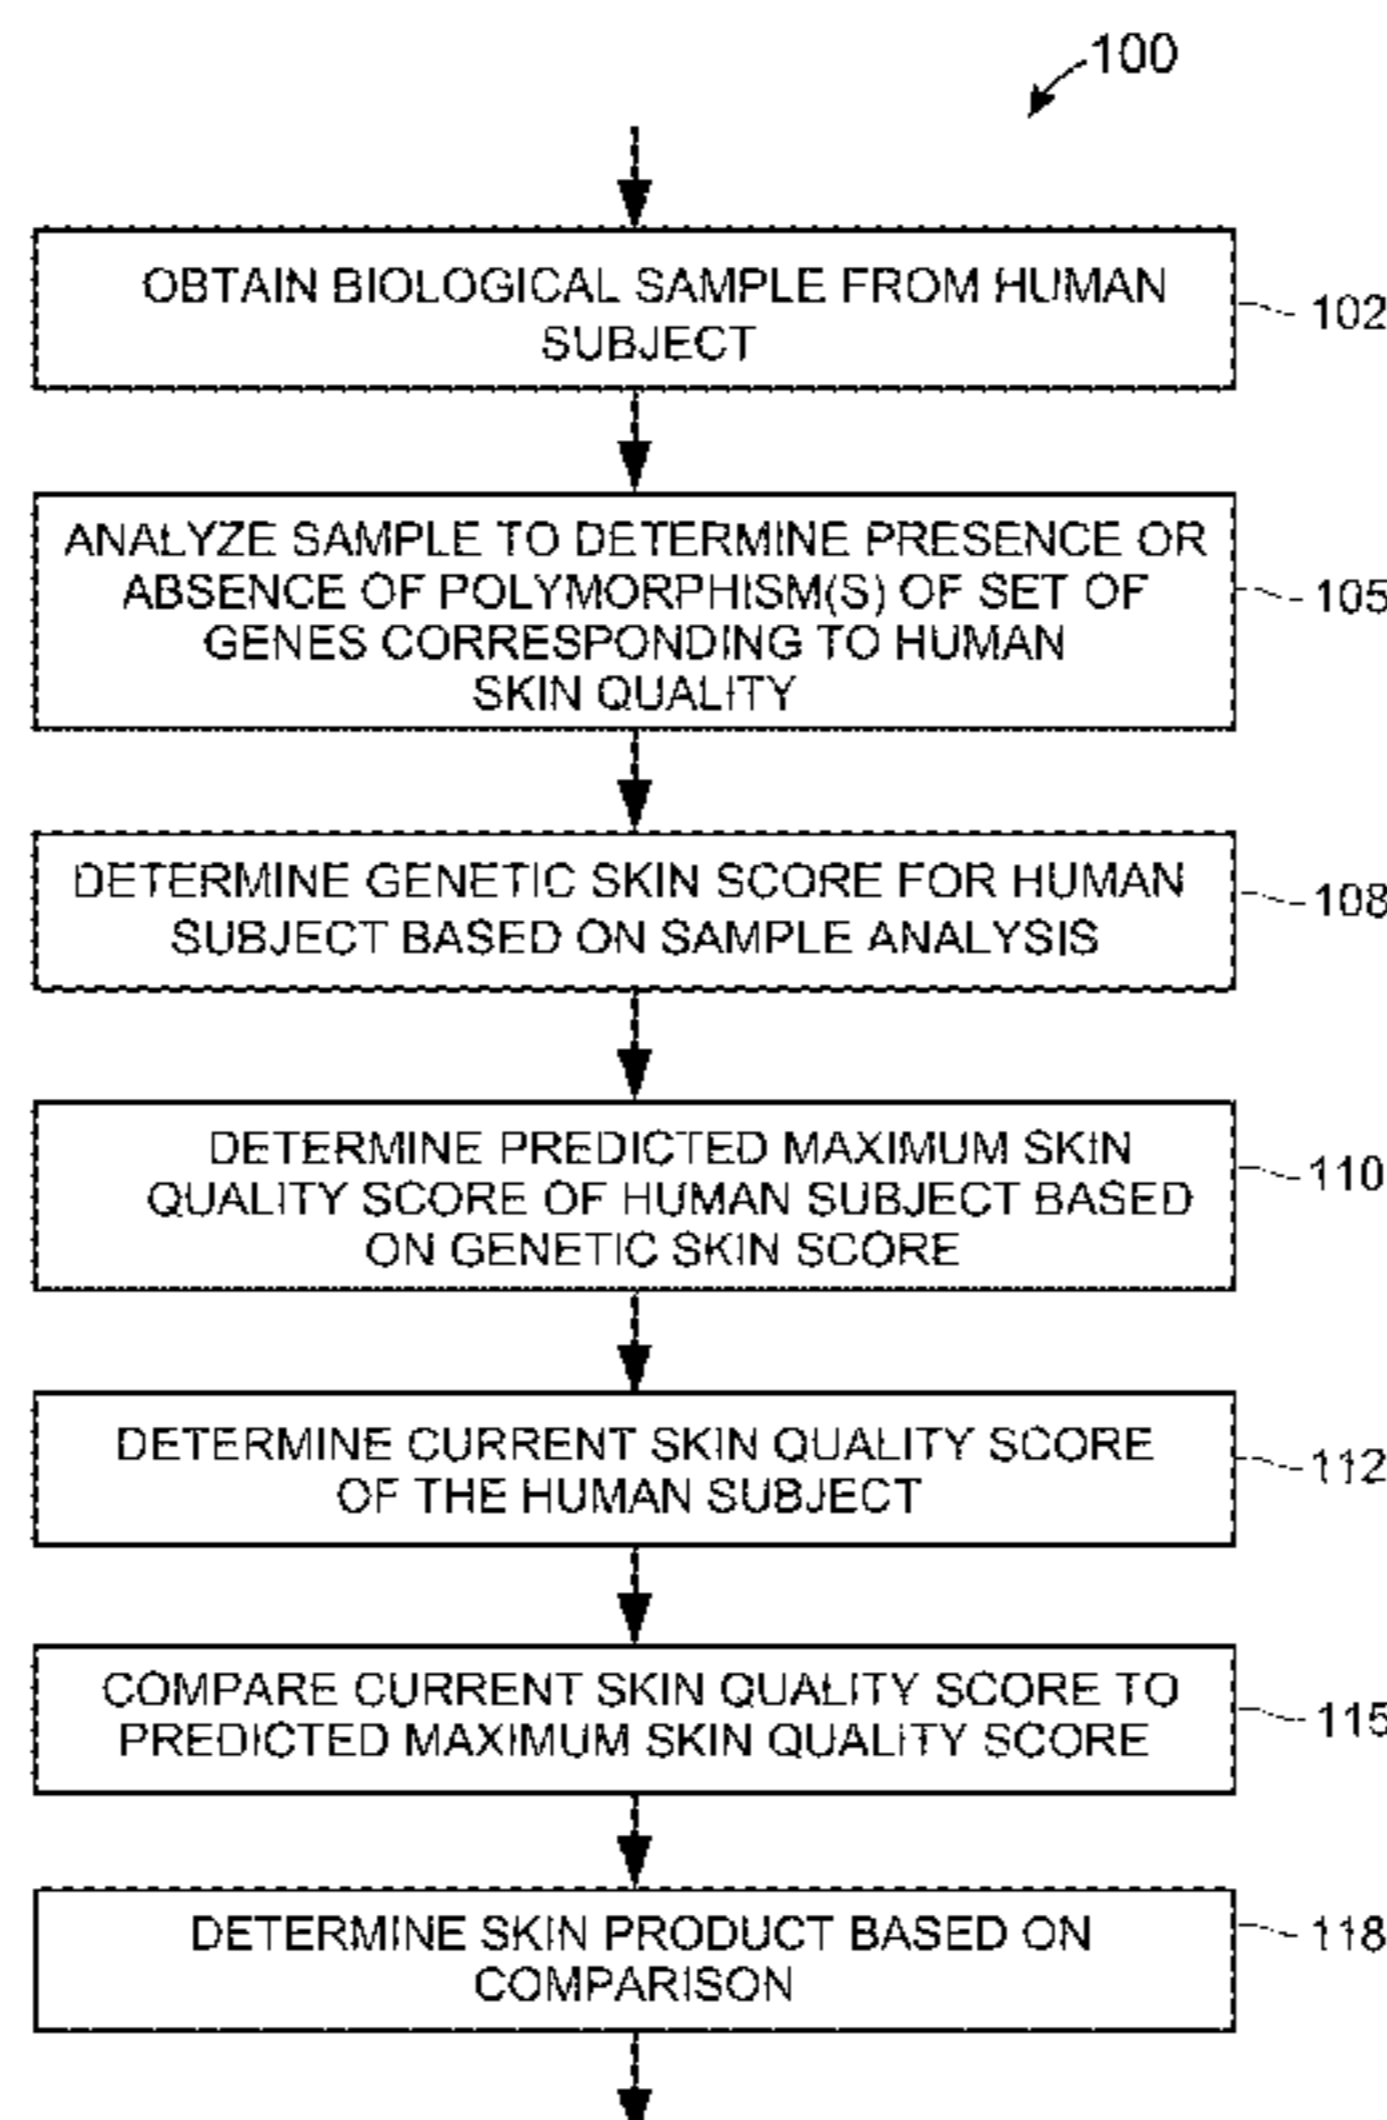 100
OBTAIN BIOLOGICAL SAMPLE FROM HUMAN
SUBJECT
102
ANALYZE SAMPLE TO DETERMINE PRESENCE OR
ABSENCE OF POLYMORPHISM(S) OF SET OF
GENES CORRESPONDING TO HUMAN
SKIN QUALITY
105
DETERMINE GENETIC SKIN SCORE FOR HUMAN
SUBJECT BASED ON SAMPLE ANALYSIS
108
DETERMINE PREDICTED MAXIMUM SKIN
QUALITY SCORE OF HUMAN SUBJECT BASED
ON GENETIC SKIN SCORE
110
DETERMINE CURRENT SKIN QUALITY SCORE
OF THE HUMAN SUBJECT
112
COMPARE CURRENT SKIN QUALITY SCORE TO
PREDICTED MAXIMUM SKIN QUALITY SCORE
115
DETERMINE SKIN PRODUCT BASED ON
COMPARISON
118